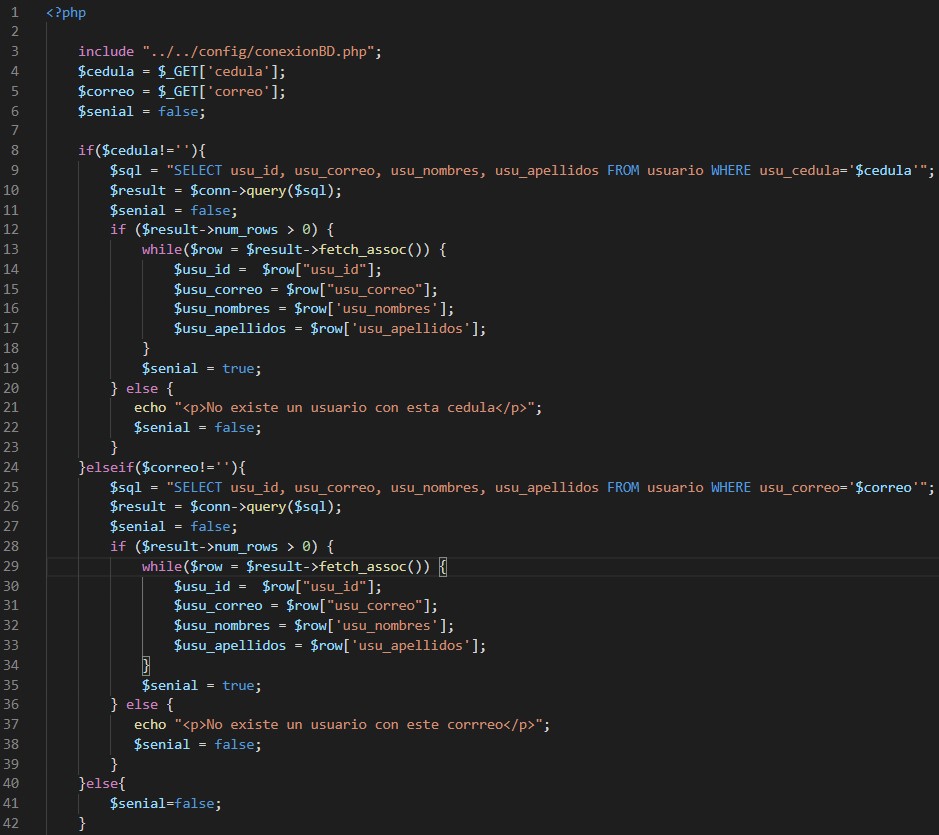 1 <?php
2
3 include "../../config/conexionBD.php";
4 $cedula = $_GET['cedula'];
5 $correo = $_GET['correo'];
6 $senial = false;
7
8 if($cedula!=''){
9 $sql = "SELECT usu_id, usu_correo, usu_nombres, usu_apellidos FROM usuario WHERE usu_cedula='$cedula'";
10 $result = $conn->query($sql);
11 $senial = false;
12 if ($result->num_rows > 0) {
13 while($row = $result->fetch_assoc()) {
14 $usu_id =  $row["usu_id"];
15 $usu_correo = $row["usu_correo"];
16 $usu_nombres = $row['usu_nombres'];
17 $usu_apellidos = $row['usu_apellidos'];
18 }
19 $senial = true;
20 } else {
21 echo "<p>No existe un usuario con esta cedula</p>";
22 $senial = false;
23 }
24 }elseif($correo!=''){
25 $sql = "SELECT usu_id, usu_correo, usu_nombres, usu_apellidos FROM usuario WHERE usu_correo='$correo'";
26 $result = $conn->query($sql);
27 $senial = false;
28 if ($result->num_rows > 0) {
29 while($row = $result->fetch_assoc()) {
30 $usu_id =  $row["usu_id"];
31 $usu_correo = $row["usu_correo"];
32 $usu_nombres = $row['usu_nombres'];
33 $usu_apellidos = $row['usu_apellidos'];
34 }
35 $senial = true;
36 } else {
37 echo "<p>No existe un usuario con este corrreo</p>";
38 $senial = false;
39 }
40 }else{
41 $senial=false;
42 }